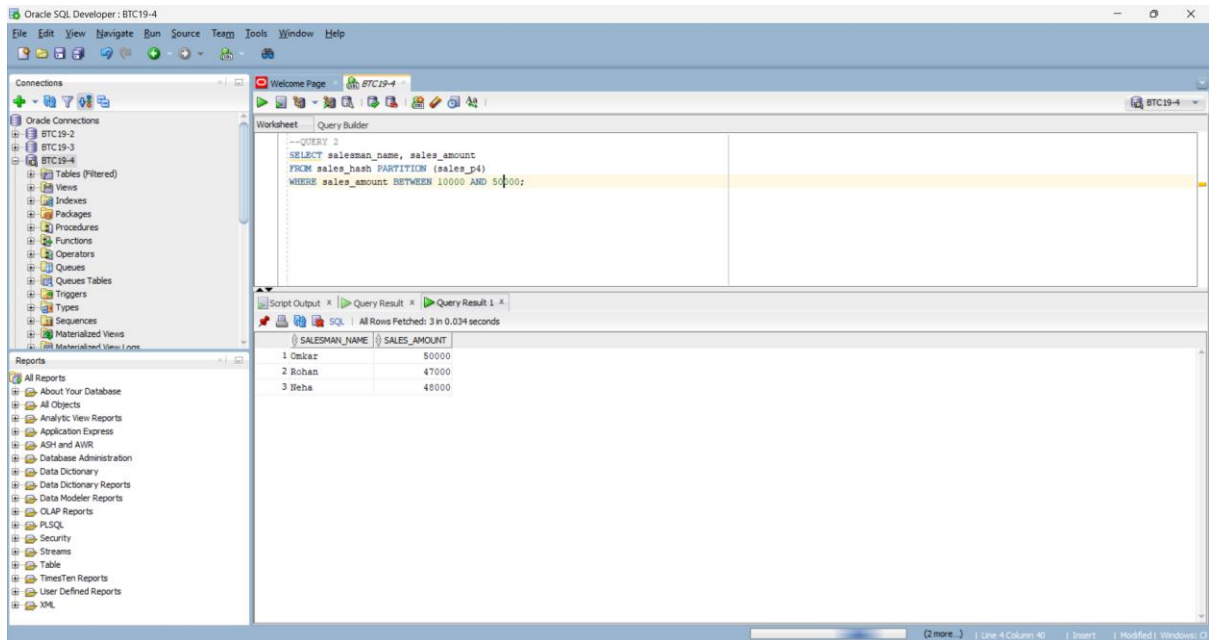 Oracle SQL Developer : BTC19-4
File Edit View Navigate Run Source Team Tools Window Help
Connections
Oracle Connections
BTC19-2
BTC19-3
BTC19-4
Tables (Filtered)
Views
Indexes
Packages
Procedures
Functions
Operators
Queues
Queues Tables
Triggers
Types
Sequences
Materialized Views
Materialized View Logs
Reports
All Reports
About Your Database
All Objects
Analytic View Reports
Application Express
ASH and AWR
Database Administration
Data Dictionary
Data Dictionary Reports
Data Modeler Reports
OLAP Reports
PLSQL
Security
Streams
Table
TimesTen Reports
User Defined Reports
XML
Welcome Page BTC19-4
BTC19-4
Worksheet Query Builder
--QUERY 2
SELECT salesman_name, sales_amount
FROM sales_hash PARTITION (sales_p4)
WHERE sales_amount BETWEEN 10000 AND 50000;
Script Output x Query Result x Query Result 1 x
SQL | All Rows Fetched: 3 in 0.034 seconds
SALESMAN_NAME SALES_AMOUNT
1 Omkar 50000
2 Rohan 47000
3 Neha 48000
(2 more...) | Line 4 Column 40 | Insert | Modified | Windows: C